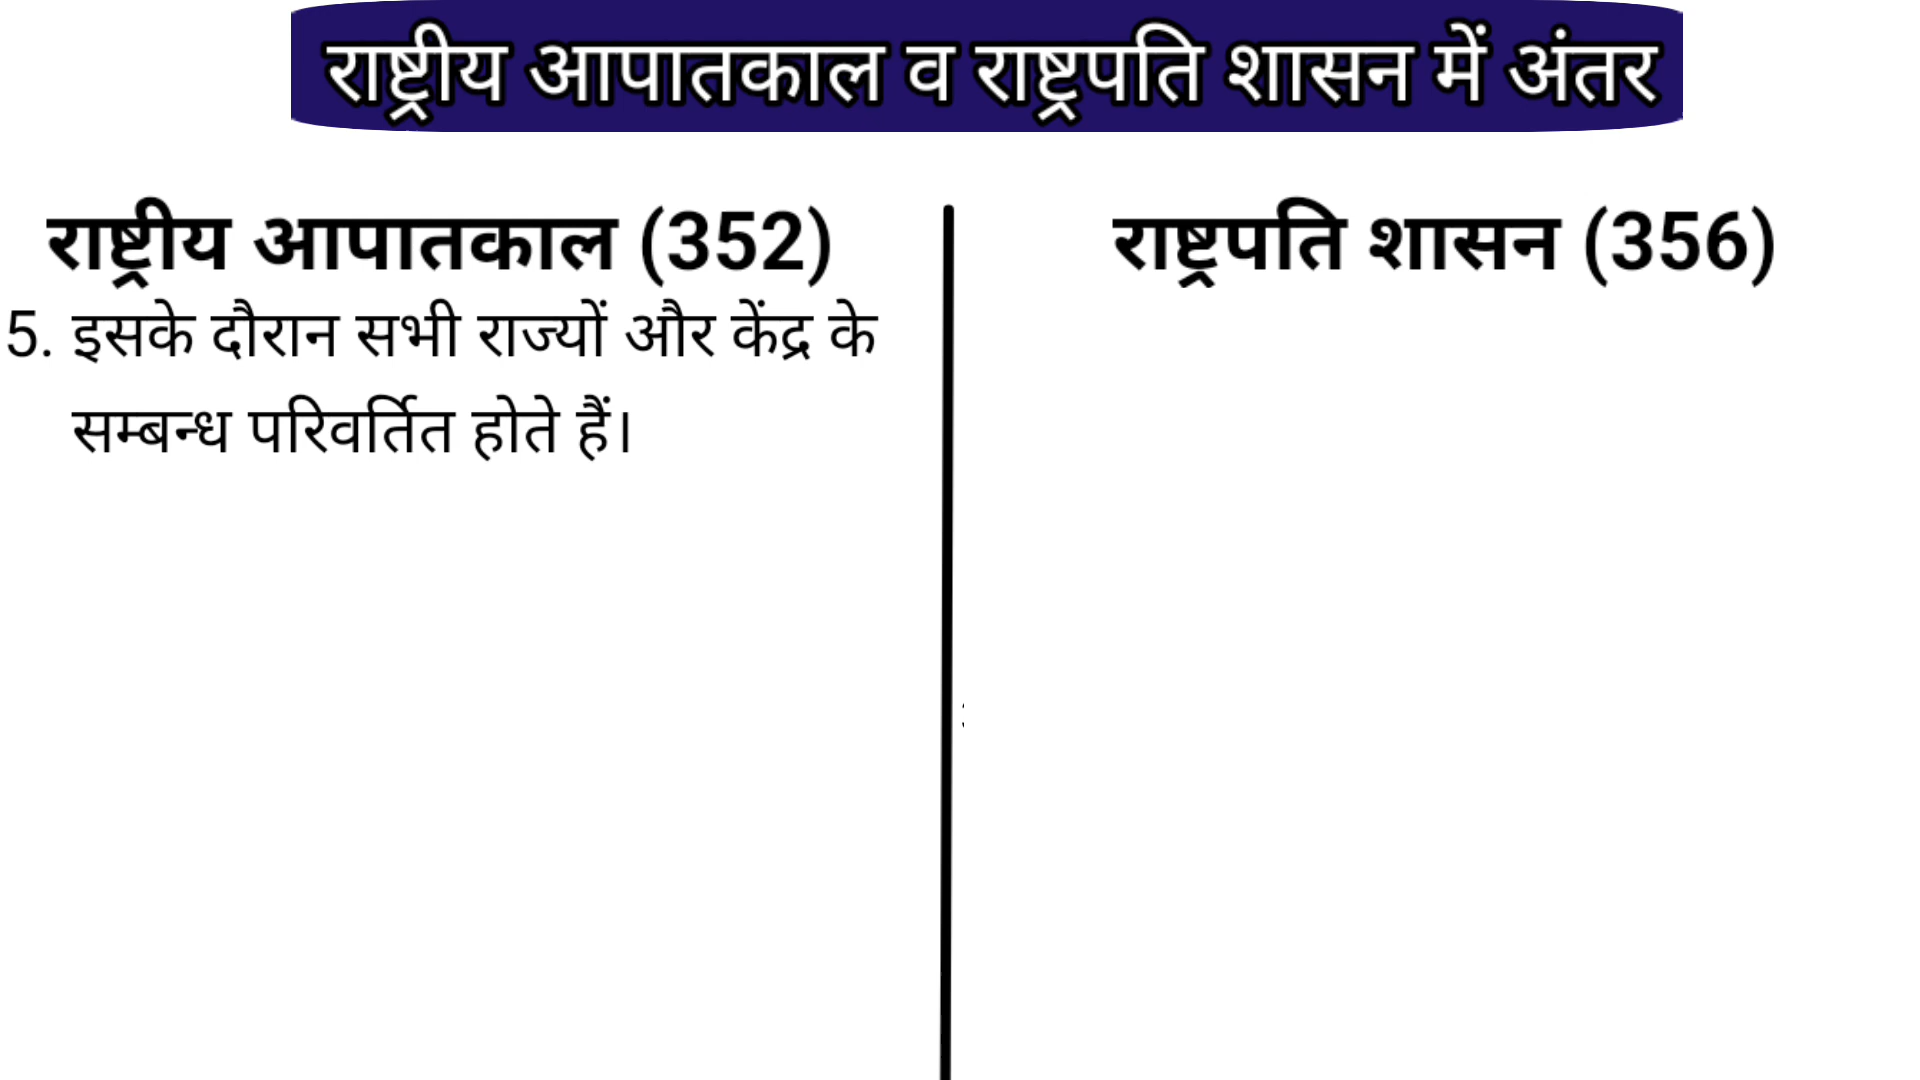 राष्ट्रीय आपातकाल व राष्ट्रपति शासन में अंतर
राष्ट्रीय आपातकाल (352)
5. इसके दौरान सभी राज्यों और केंद्र के
सम्बन्ध परिवर्तित होते हैं।
राष्ट्रपति शासन (356)